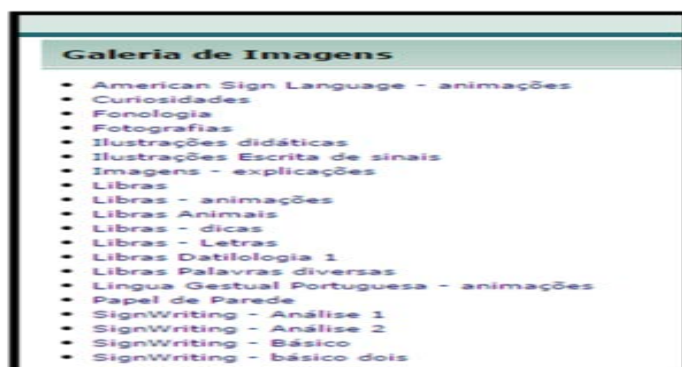 Galeria de Imagens
• American Sign Language - animações
• Curiosidades
• Fonologia
• Fotografias
• Ilustrações didáticas
• Ilustrações Escrita de sinais
• Imagens - explicações
• Libras
• Libras - animações
• Libras Animais
• Libras - dicas
• Libras - Letras
• Libras Datilologia 1
• Libras Palavras diversas
• Lingua Gestual Portuguesa - animações
• Papel de Parede
• SignWriting - Análise 1
• SignWriting - Análise 2
• SignWriting - Básico
• SignWriting - básico dois